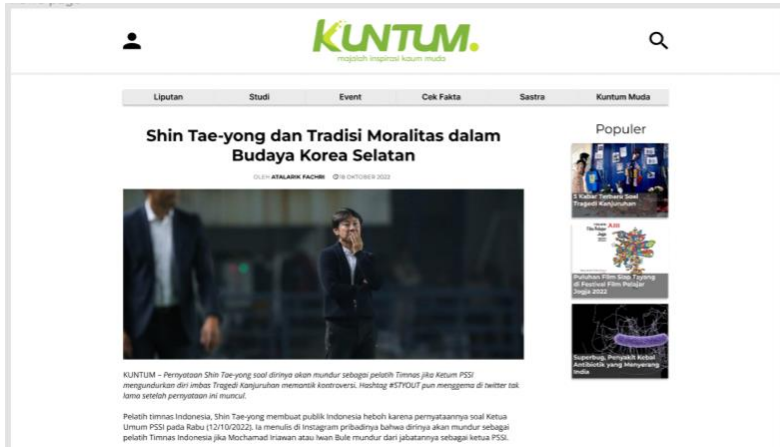 KUNTUM.
majalah inspirasi kaum muda
Liputan Studi Event Cek Fakta Sastra Kuntum Muda
Shin Tae-yong dan Tradisi Moralitas dalam
Budaya Korea Selatan
OLEH ATALARIK FACHRI 18 OKTOBER 2022
KUNTUM – Pernyataan Shin Tae-yong soal dirinya akan mundur sebagai pelatih Timnas jika Ketum PSSI
mengundurkan diri imbas Tragedi Kanjuruhan memantik kontroversi. Hashtag #STYOUT pun menggema di twitter tak
lama setelah pernyataan ini muncul.
Pelatih timnas Indonesia, Shin Tae-yong membuat publik Indonesia heboh karena pernyataannya soal Ketua
Umum PSSI pada Rabu (12/10/2022). Ia menulis di Instagram pribadinya bahwa dirinya akan mundur sebagai
pelatih Timnas Indonesia jika Mochamad Iriawan atau Iwan Bule mundur dari jabatannya sebagai ketua PSSI.
Populer
5 Kabar Terbaru Soal
Tragedi Kanjuruhan
Puluhan Film Siap Tayang
di Festival Film Pelajar
Jogja 2022
Superbug, Penyakit Kebal
Antibiotik yang Menyerang
India